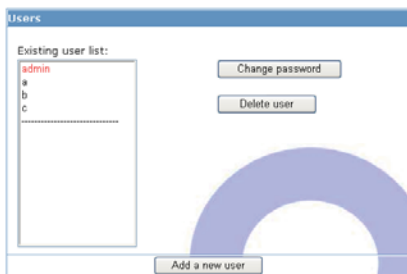 Users
Existing user list:
admin
a
b
c
------------------------------
Change password
Delete user
Add a new user